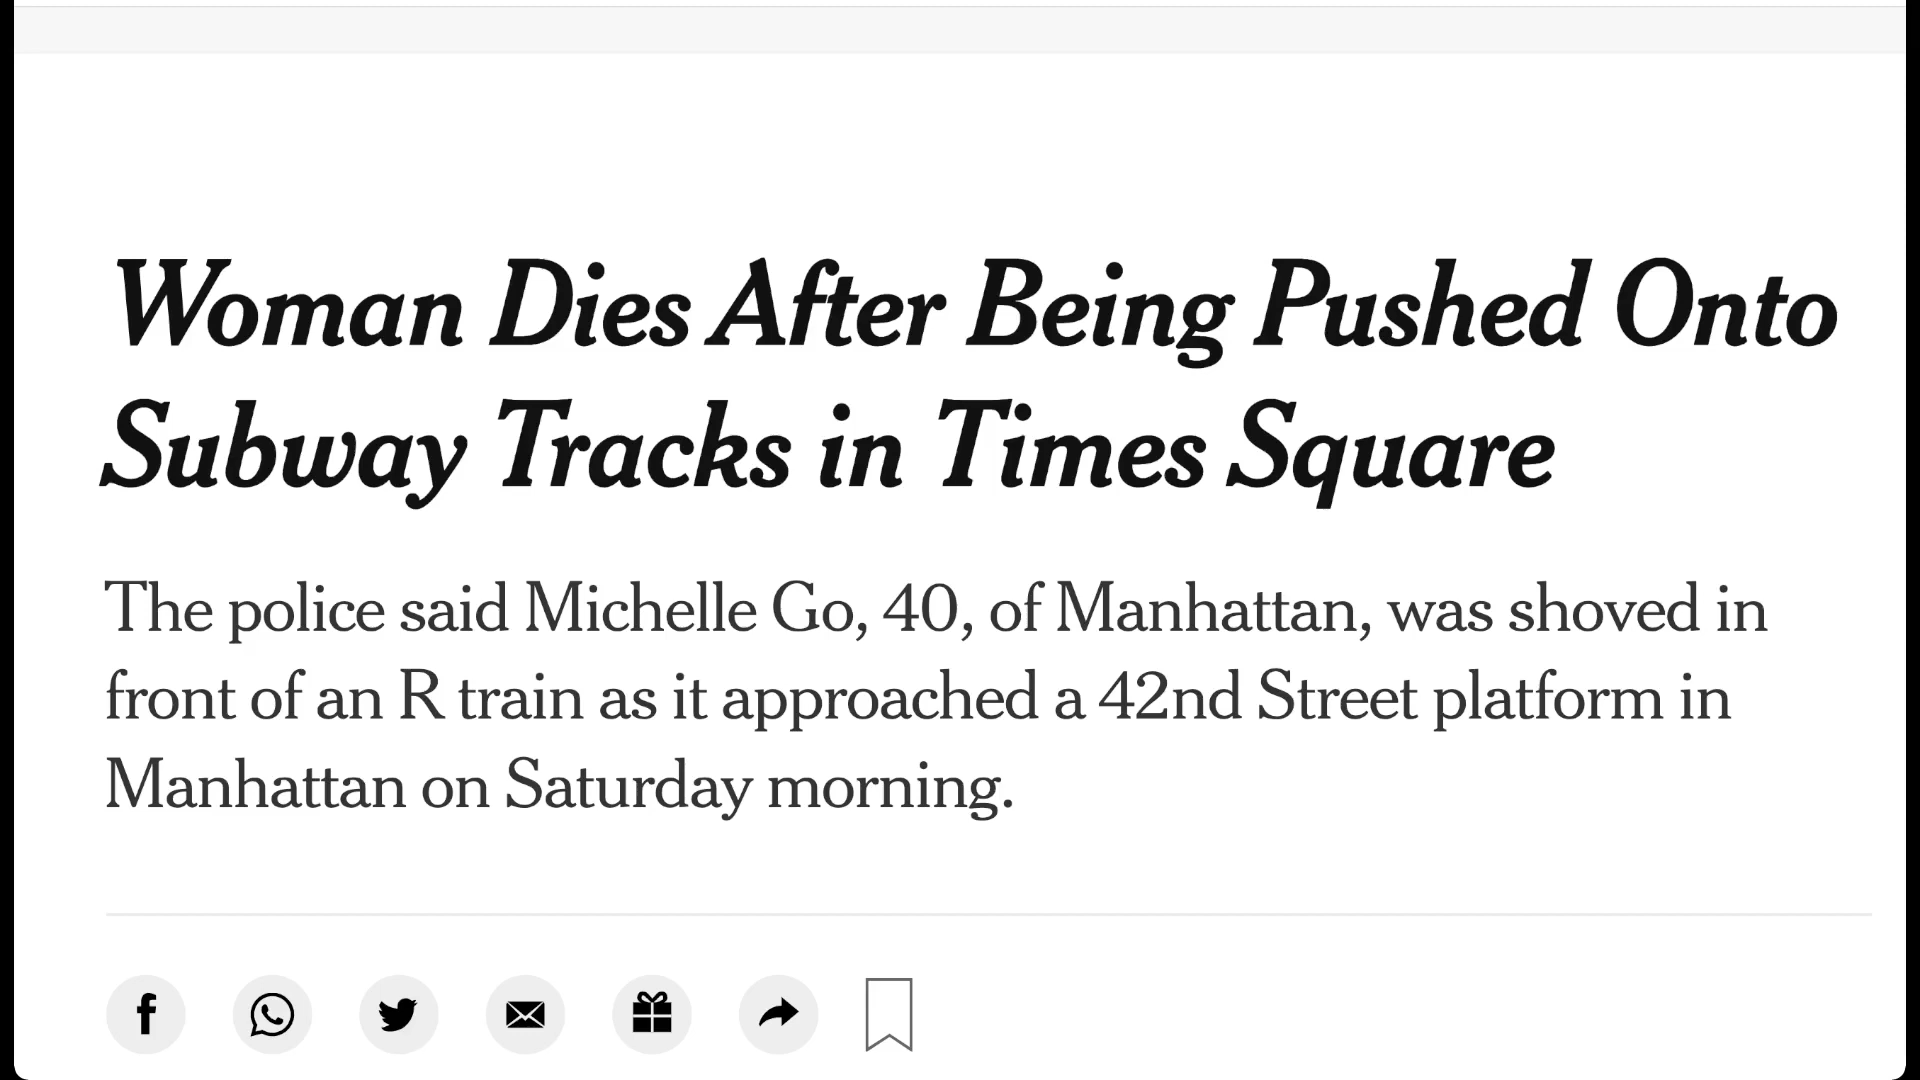 Woman Dies After Being Pushed Onto
Subway Tracks in Times Square
The police said Michelle Go, 40, of Manhattan, was shoved in
front of an R train as it approached a 42nd Street platform in
Manhattan on Saturday morning.